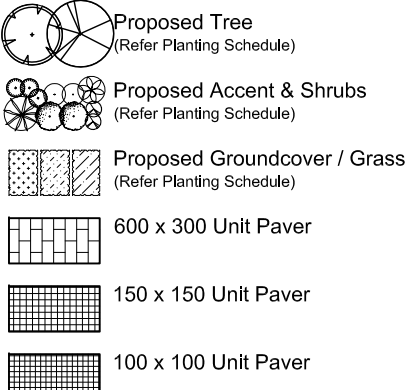 Proposed Tree
(Refer Planting Schedule)
Proposed Accent & Shrubs
(Refer Planting Schedule)
Proposed Groundcover / Grass
(Refer Planting Schedule)
600 x 300 Unit Paver
150 x 150 Unit Paver
100 x 100 Unit Paver